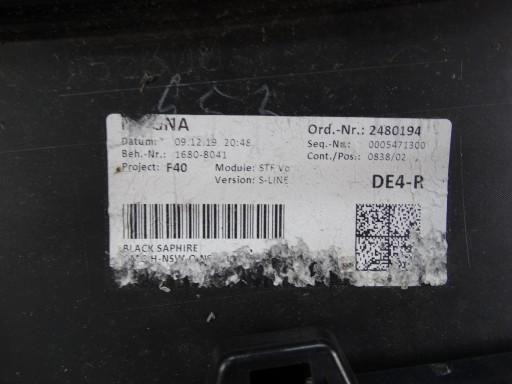 Ord.-Nr.: 2480194
Datum: 09.12.19 20:48
Seq.-Nr.: 0005471300
Beh.-Nr.: 1680-8041
Cont./Pos.: 0838/02
Project: F40
Module: STF Vo
Version: S-LINE
DE4-R
BLACK SAPHIRE